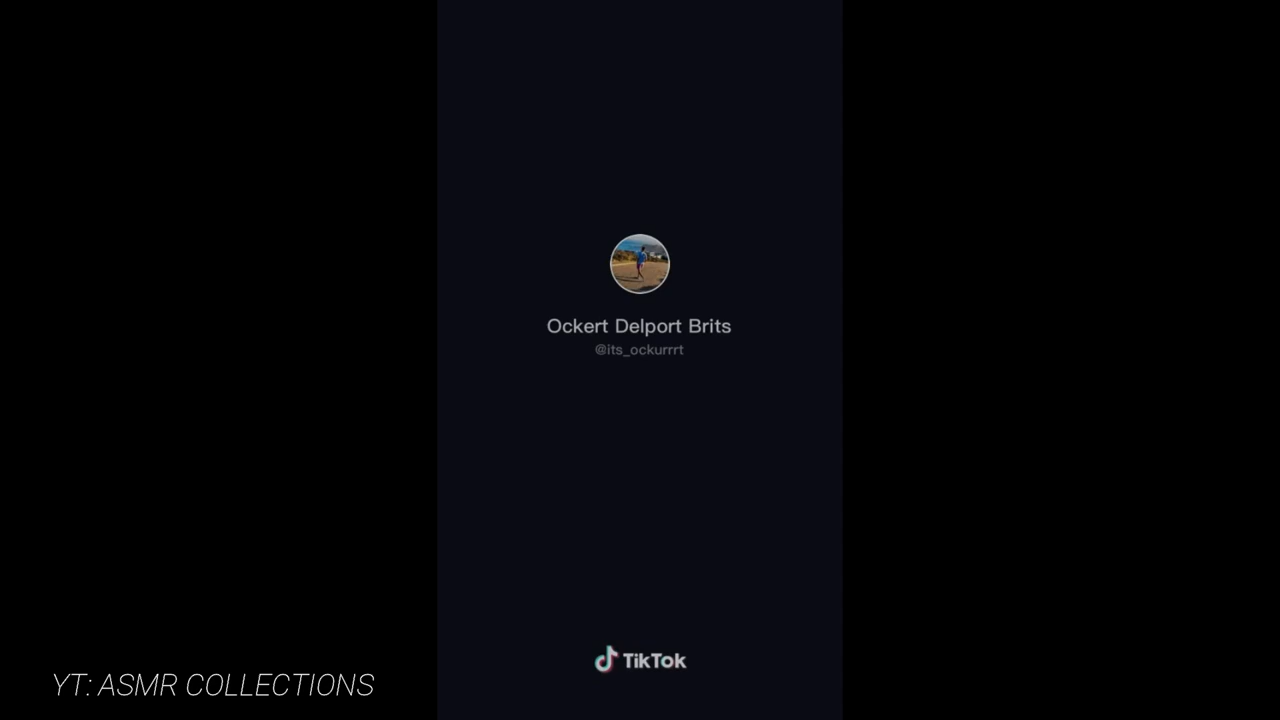 Ockert Delport Brits
@its_ockurrrt
TikTok
YT: ASMR COLLECTIONS